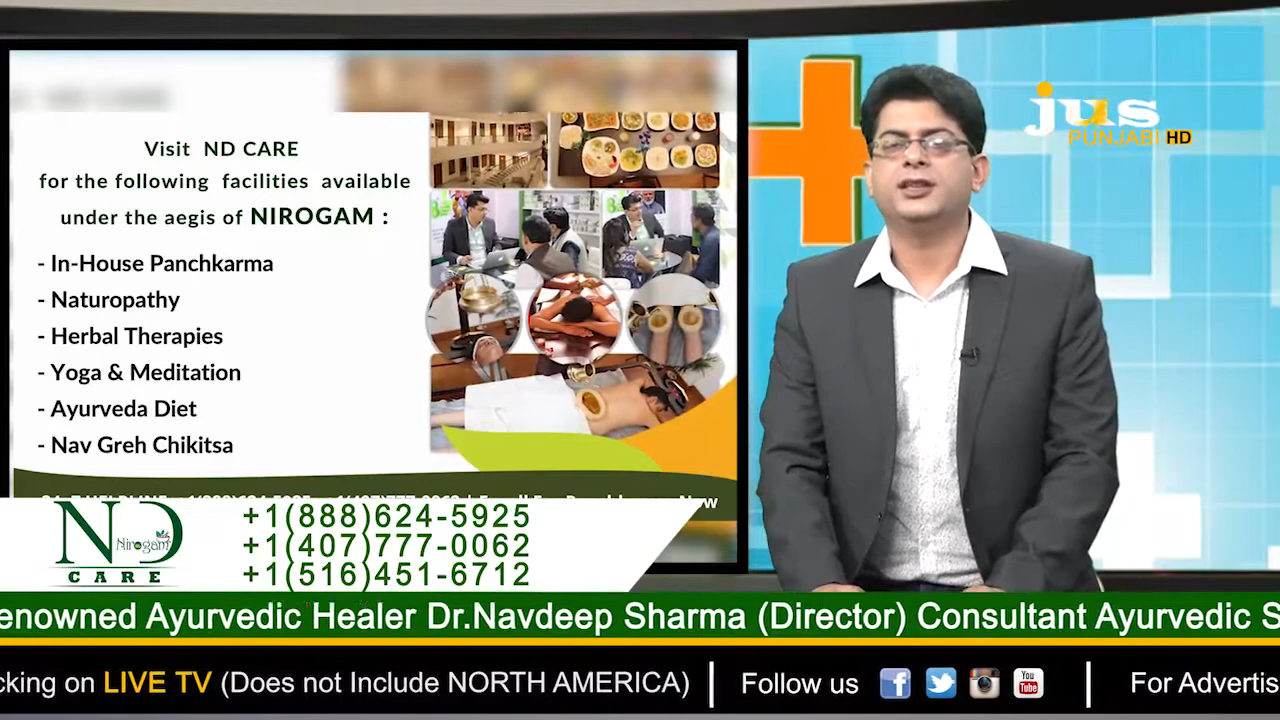 Visit ND CARE
for the following facilities available
under the aegis of NIROGAM :
- In-House Panchkarma
- Naturopathy
- Herbal Therapies
- Yoga & Meditation
- Ayurveda Diet
- Nav Greh Chikitsa
Now
jus
PUNJABI HD
ND
Nirogam
CARE
+1(888)624-5925
+1(407)777-0062
+1(516)451-6712
enowned Ayurvedic Healer Dr.Navdeep Sharma (Director) Consultant Ayurvedic S
cking on LIVE TV (Does not Include NORTH AMERICA) | Follow us You Tube | For Advertis